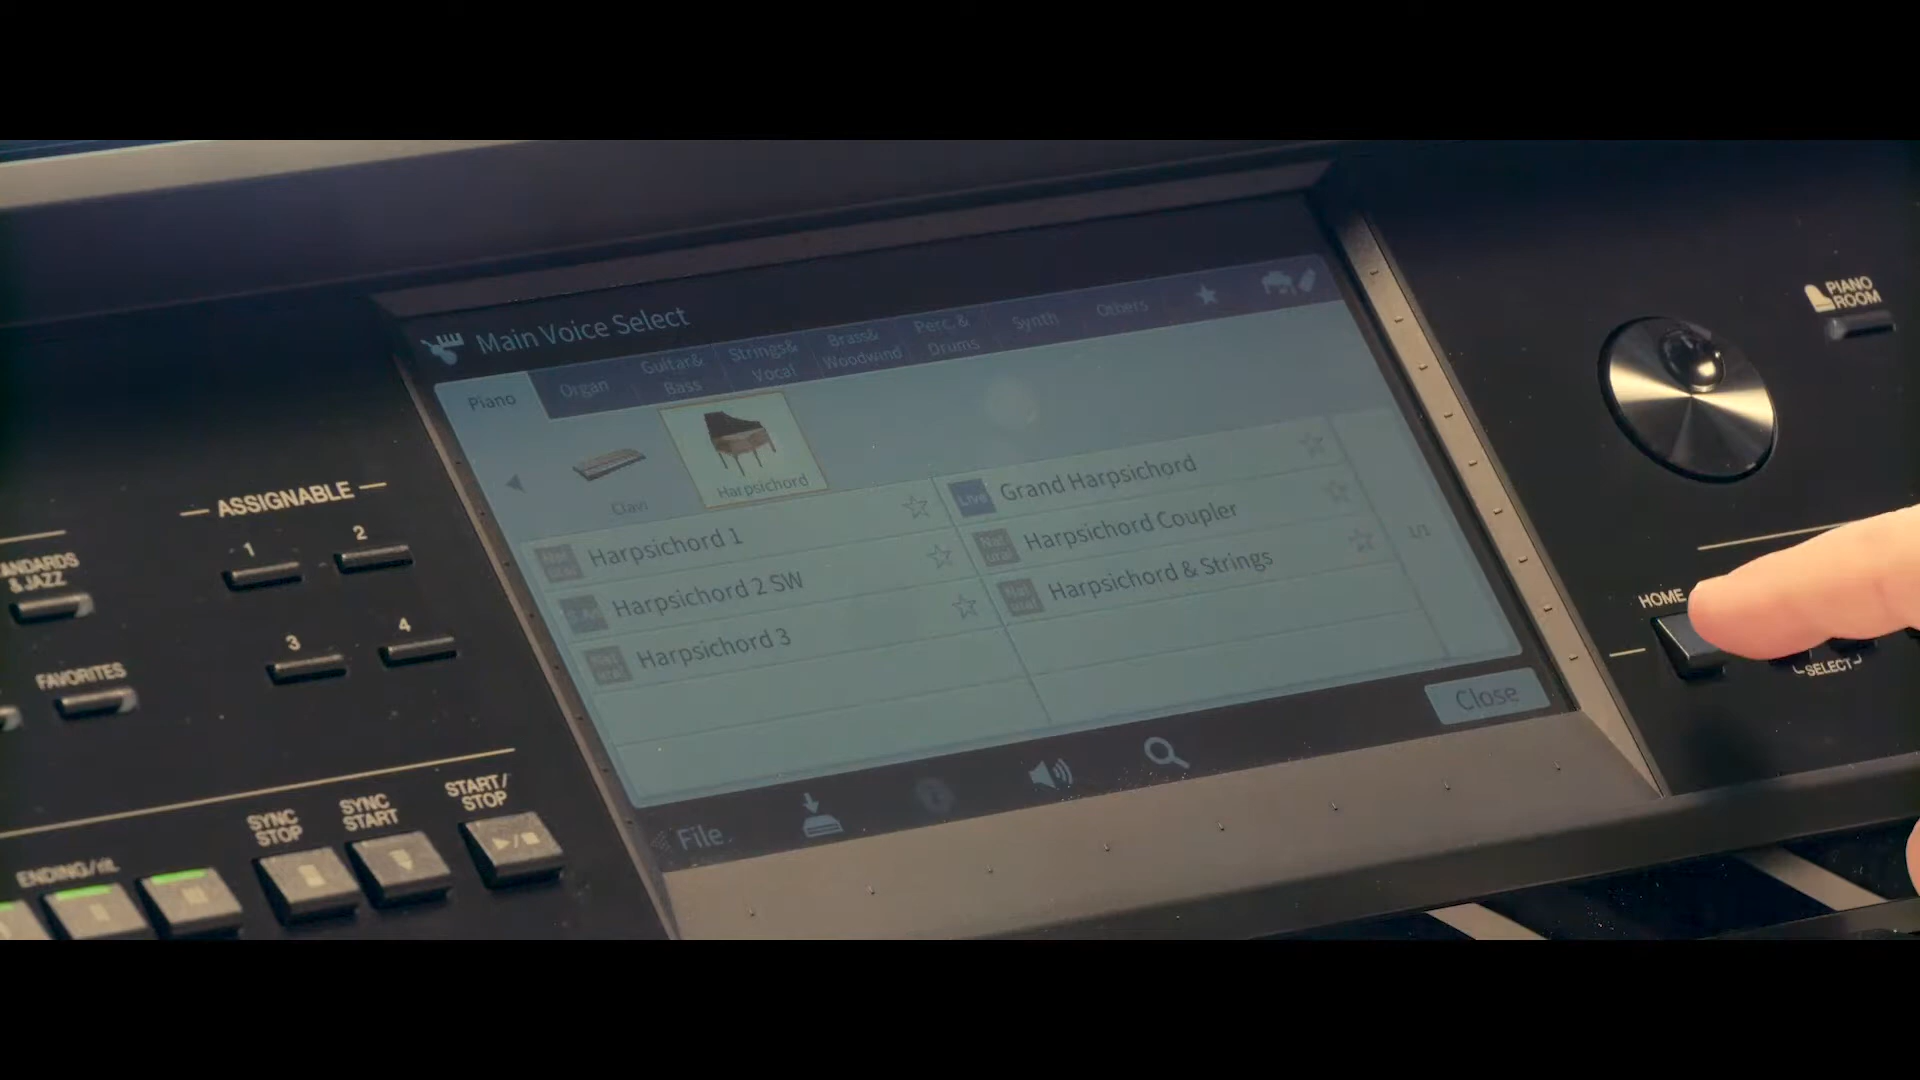 Main Voice Select
Piano
Organ
Guitar&
Bass
Strings&
Vocal
Brass&
Woodwind
Perc. &
Drums
Synth
Others
Clavi
Harpsichord
Harpsichord 1
Harpsichord 2 SW
Harpsichord 3
Live
Grand Harpsichord
Harpsichord Coupler
Harpsichord & Strings
1/1
Close
File
PIANO
ROOM
HOME
SELECT
ASSIGNABLE
1
2
3
4
& JAZZ
FAVORITES
ENDING/rit.
SYNC
STOP
SYNC
START
START/
STOP